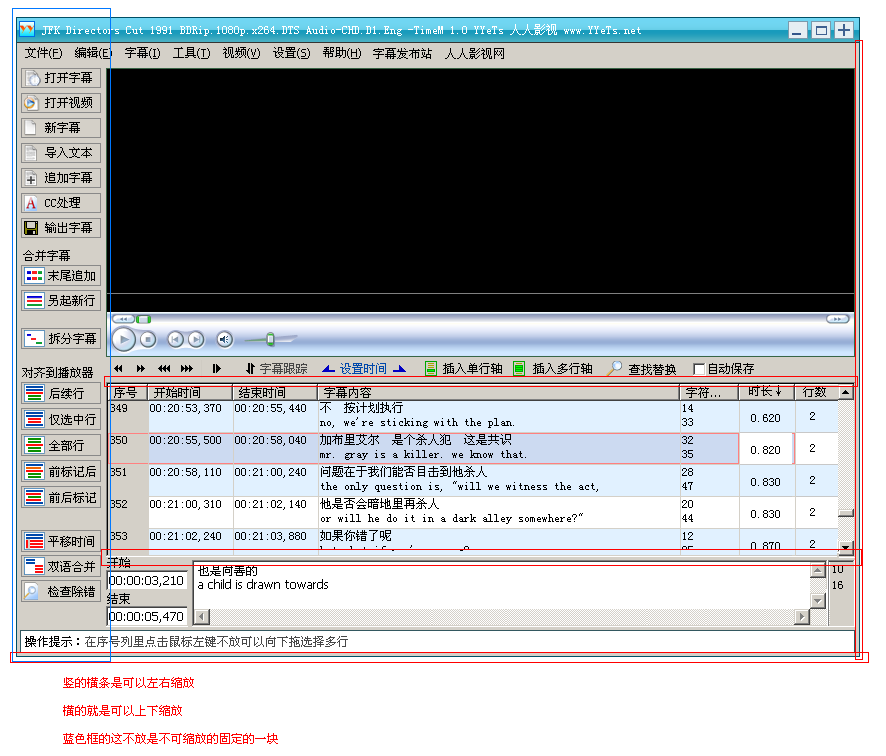 JFK Directors Cut 1991 BDRip.1080p.x264.DTS Audio-CHD.D1.Eng -TimeM 1.0 YYeTs 人人影视 www.YYeTs.net
文件(F) 编辑(E) 字幕(I) 工具(T) 视频(V) 设置(S) 帮助(H) 字幕发布站 人人影视网
打开字幕
打开视频
新字幕
导入文本
追加字幕
CC处理
输出字幕
合并字幕
末尾追加
另起新行
拆分字幕
字幕跟踪 设置时间 插入单行轴 插入多行轴 查找替换 自动保存
对齐到播放器
后续行
仅选中行
全部行
前标记后
前后标记
平移时间
双语合并
检查除错
序号 开始时间 结束时间 字幕内容 字符... 时长↓ 行数
349 00:20:53,370 00:20:55,440 不 按计划执行 14 0.620 2
no, we're sticking with the plan. 33
350 00:20:55,500 00:20:58,040 加布里艾尔 是个杀人犯 这是共识 32 0.820 2
mr. gray is a killer. we know that. 35
351 00:20:58,110 00:21:00,240 问题在于我们能否目击到他杀人 28 0.830 2
the only question is, "will we witness the act, 47
352 00:21:00,310 00:21:02,140 他是否会暗地里再杀人 20 0.830 2
or will he do it in a dark alley somewhere?" 44
353 00:21:02,240 00:21:03,880 如果你错了呢 12 0.870 2
开始
00:00:03,210
结束
00:00:05,470
也是向善的 10
a child is drawn towards 16
操作提示：在序号列里点击鼠标左键不放可以向下拖选择多行
竖的横条是可以左右缩放
横的就是可以上下缩放
蓝色框的这不放是不可缩放的固定的一块